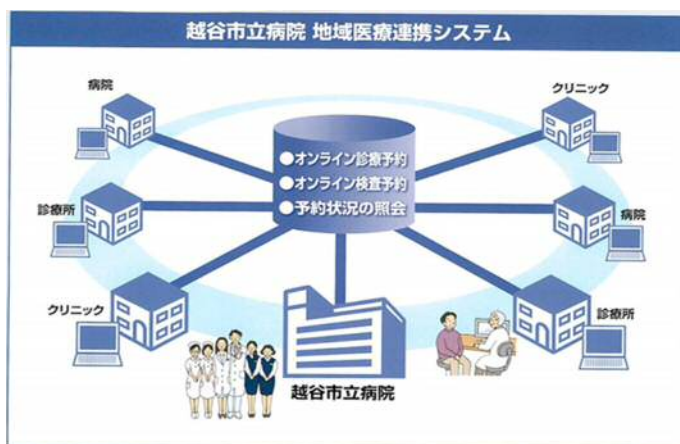 越谷市立病院 地域医療連携システム
病院
クリニック
●オンライン診療予約
●オンライン検査予約
●予約状況の照会
診療所
病院
クリニック
診療所
越谷市立病院